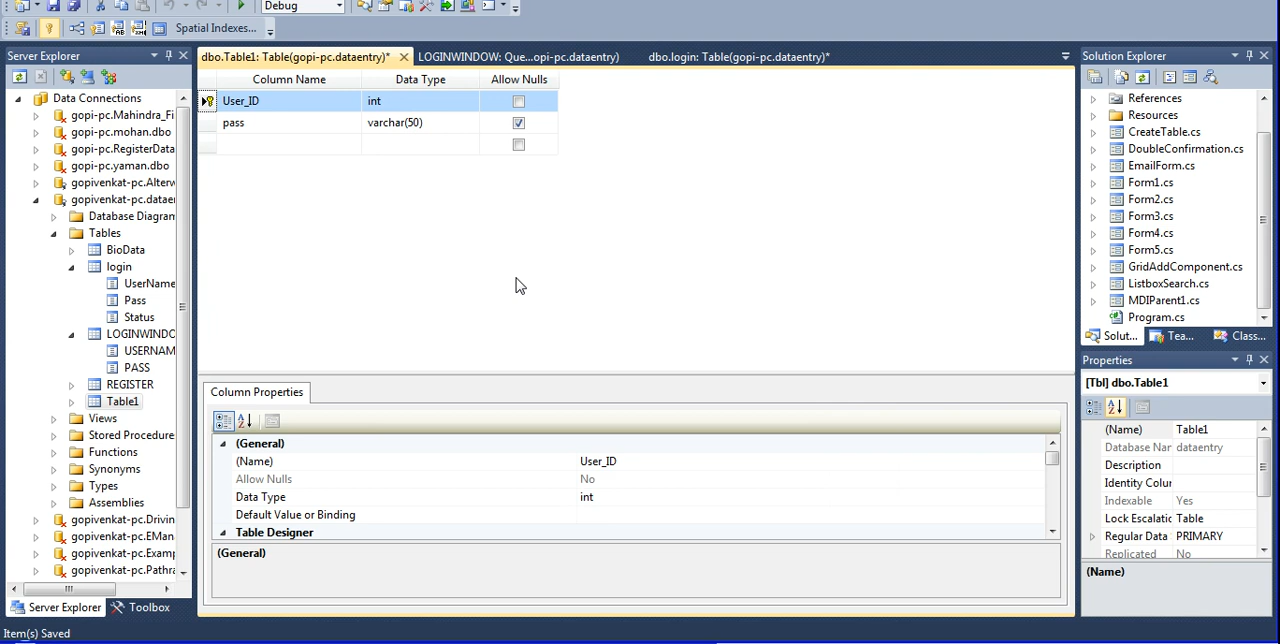 Debug
Spatial Indexes...
Server Explorer
dbo.Table1: Table(gopi-pc.dataentry)*
LOGINWINDOW: Que...opi-pc.dataentry)
dbo.login: Table(gopi-pc.dataentry)*
Solution Explorer
Data Connections
gopi-pc.Mahindra_Fi
gopi-pc.mohan.dbo
gopi-pc.RegisterData
gopi-pc.yaman.dbo
gopivenkat-pc.Alterw
gopivenkat-pc.dataer
Database Diagram
Tables
BioData
login
UserName
Pass
Status
LOGINWINDO
USERNAM
PASS
REGISTER
Table1
Views
Stored Procedure
Functions
Synonyms
Types
Assemblies
gopivenkat-pc.Drivin
gopivenkat-pc.EMan
gopivenkat-pc.Examp
gopivenkat-pc.Pathra
Server Explorer
Toolbox
Column Name Data Type Allow Nulls
User_ID int
pass varchar(50)
Column Properties
(General)
(Name) User_ID
Allow Nulls No
Data Type int
Default Value or Binding
Table Designer
(General)
References
Resources
CreateTable.cs
DoubleConfirmation.cs
EmailForm.cs
Form1.cs
Form2.cs
Form3.cs
Form4.cs
Form5.cs
GridAddComponent.cs
ListboxSearch.cs
MDIParent1.cs
Program.cs
Solut...
Tea...
Class...
Properties
[Tbl] dbo.Table1
(Name) Table1
Database Nar dataentry
Description
Identity Colur
Indexable Yes
Lock Escalatic Table
Regular Data PRIMARY
Replicated No
(Name)
Item(s) Saved